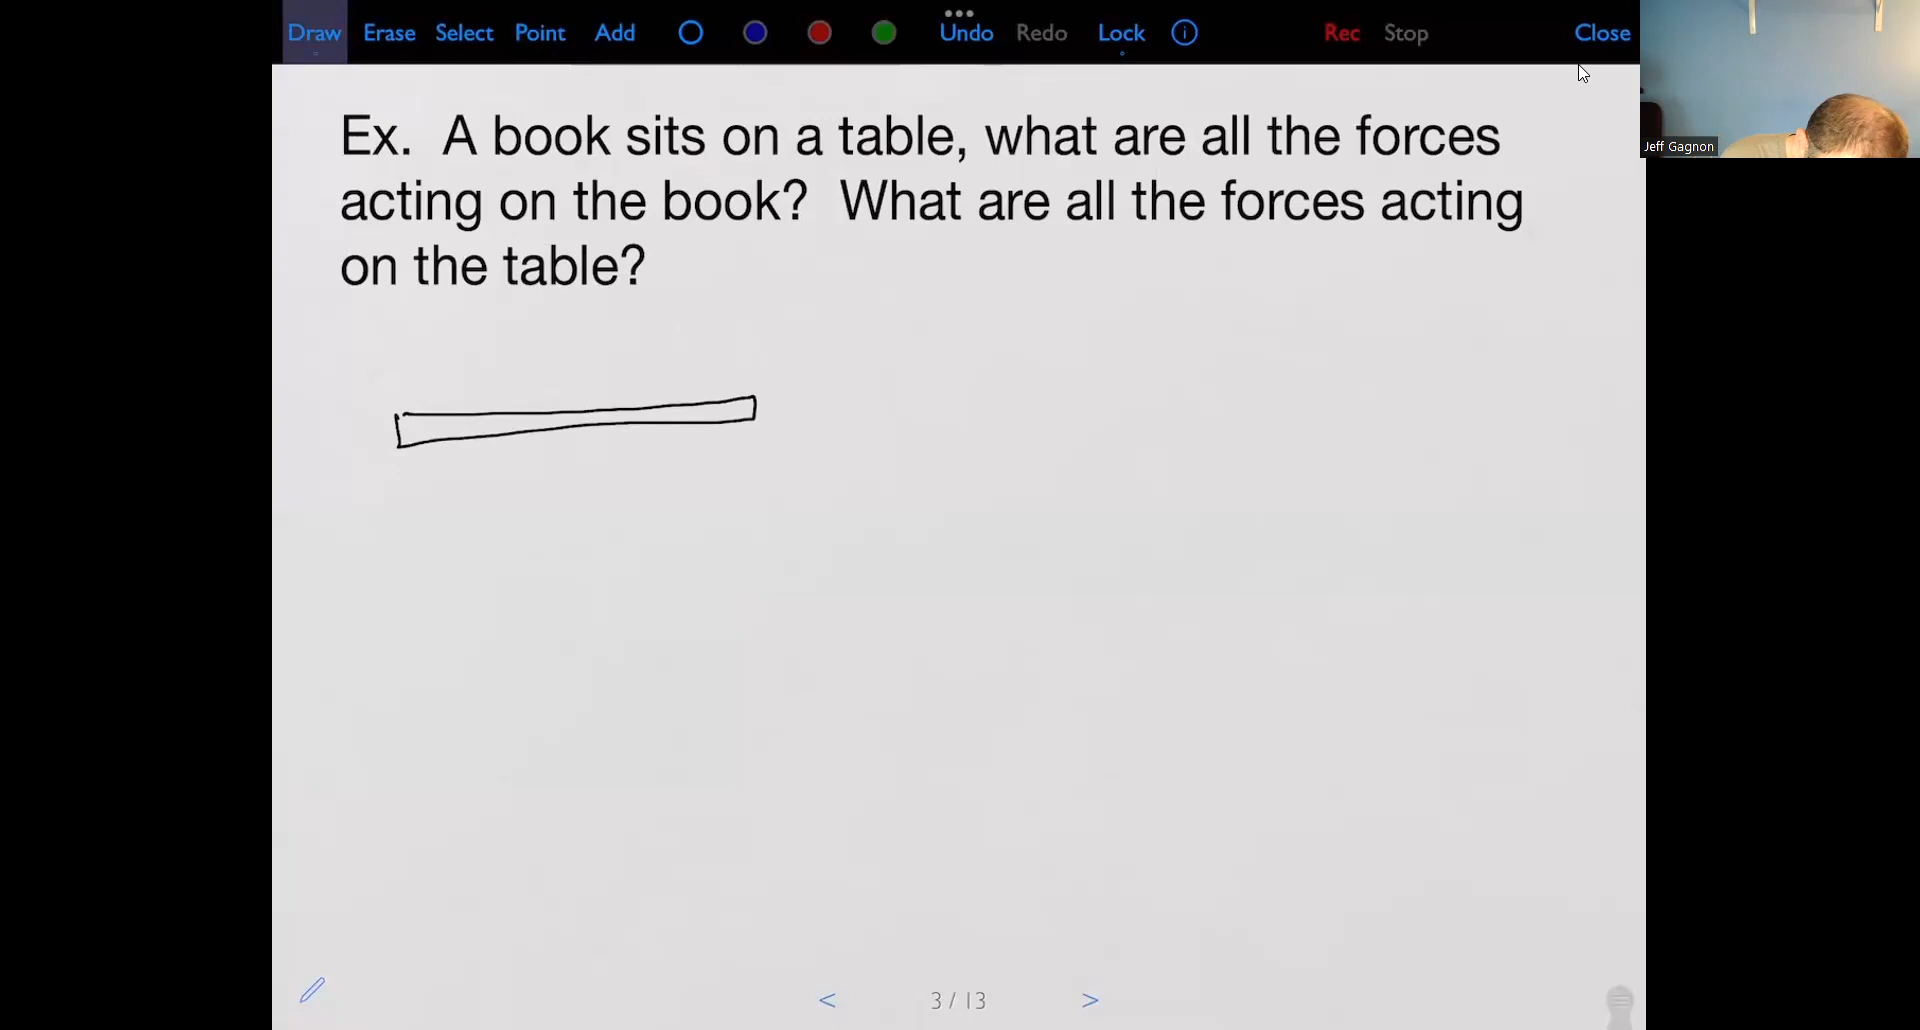 Draw Erase Select Point Add Undo Redo Lock Rec Stop Close
Jeff Gagnon
Ex. A book sits on a table, what are all the forces
acting on the book? What are all the forces acting
on the table?
< 3 / 13 >